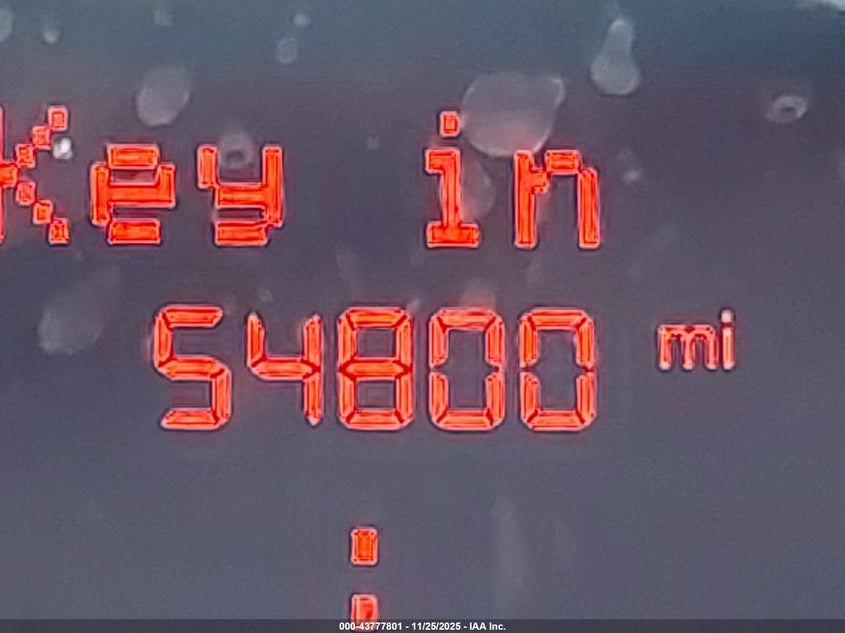 Key in
54800 mi
:
000-43777801 - 11/25/2025 - IAA Inc.